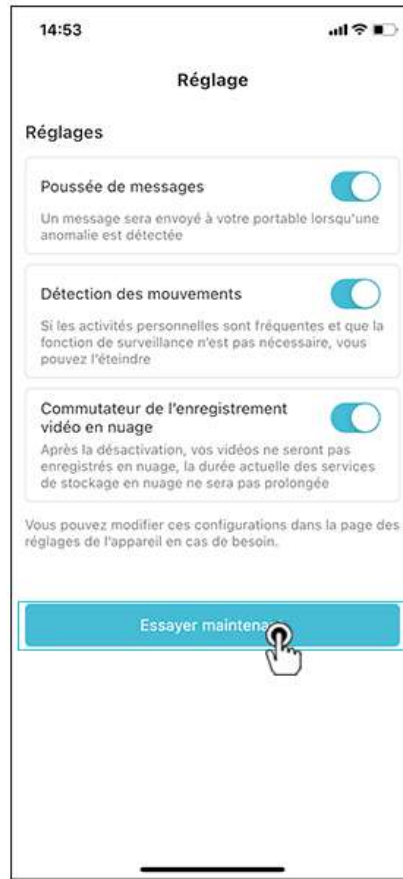 14:53
Réglage
Réglages
Poussée de messages
Un message sera envoyé à votre portable lorsqu'une
anomalie est détectée
Détection des mouvements
Si les activités personnelles sont fréquentes et que la
fonction de surveillance n'est pas nécessaire, vous
pouvez l'éteindre
Commutateur de l'enregistrement
vidéo en nuage
Après la désactivation, vos vidéos ne seront pas
enregistrés en nuage, la durée actuelle des services
de stockage en nuage ne sera pas prolongée
Vous pouvez modifier ces configurations dans la page des
réglages de l'appareil en cas de besoin.
Essayer maintenant